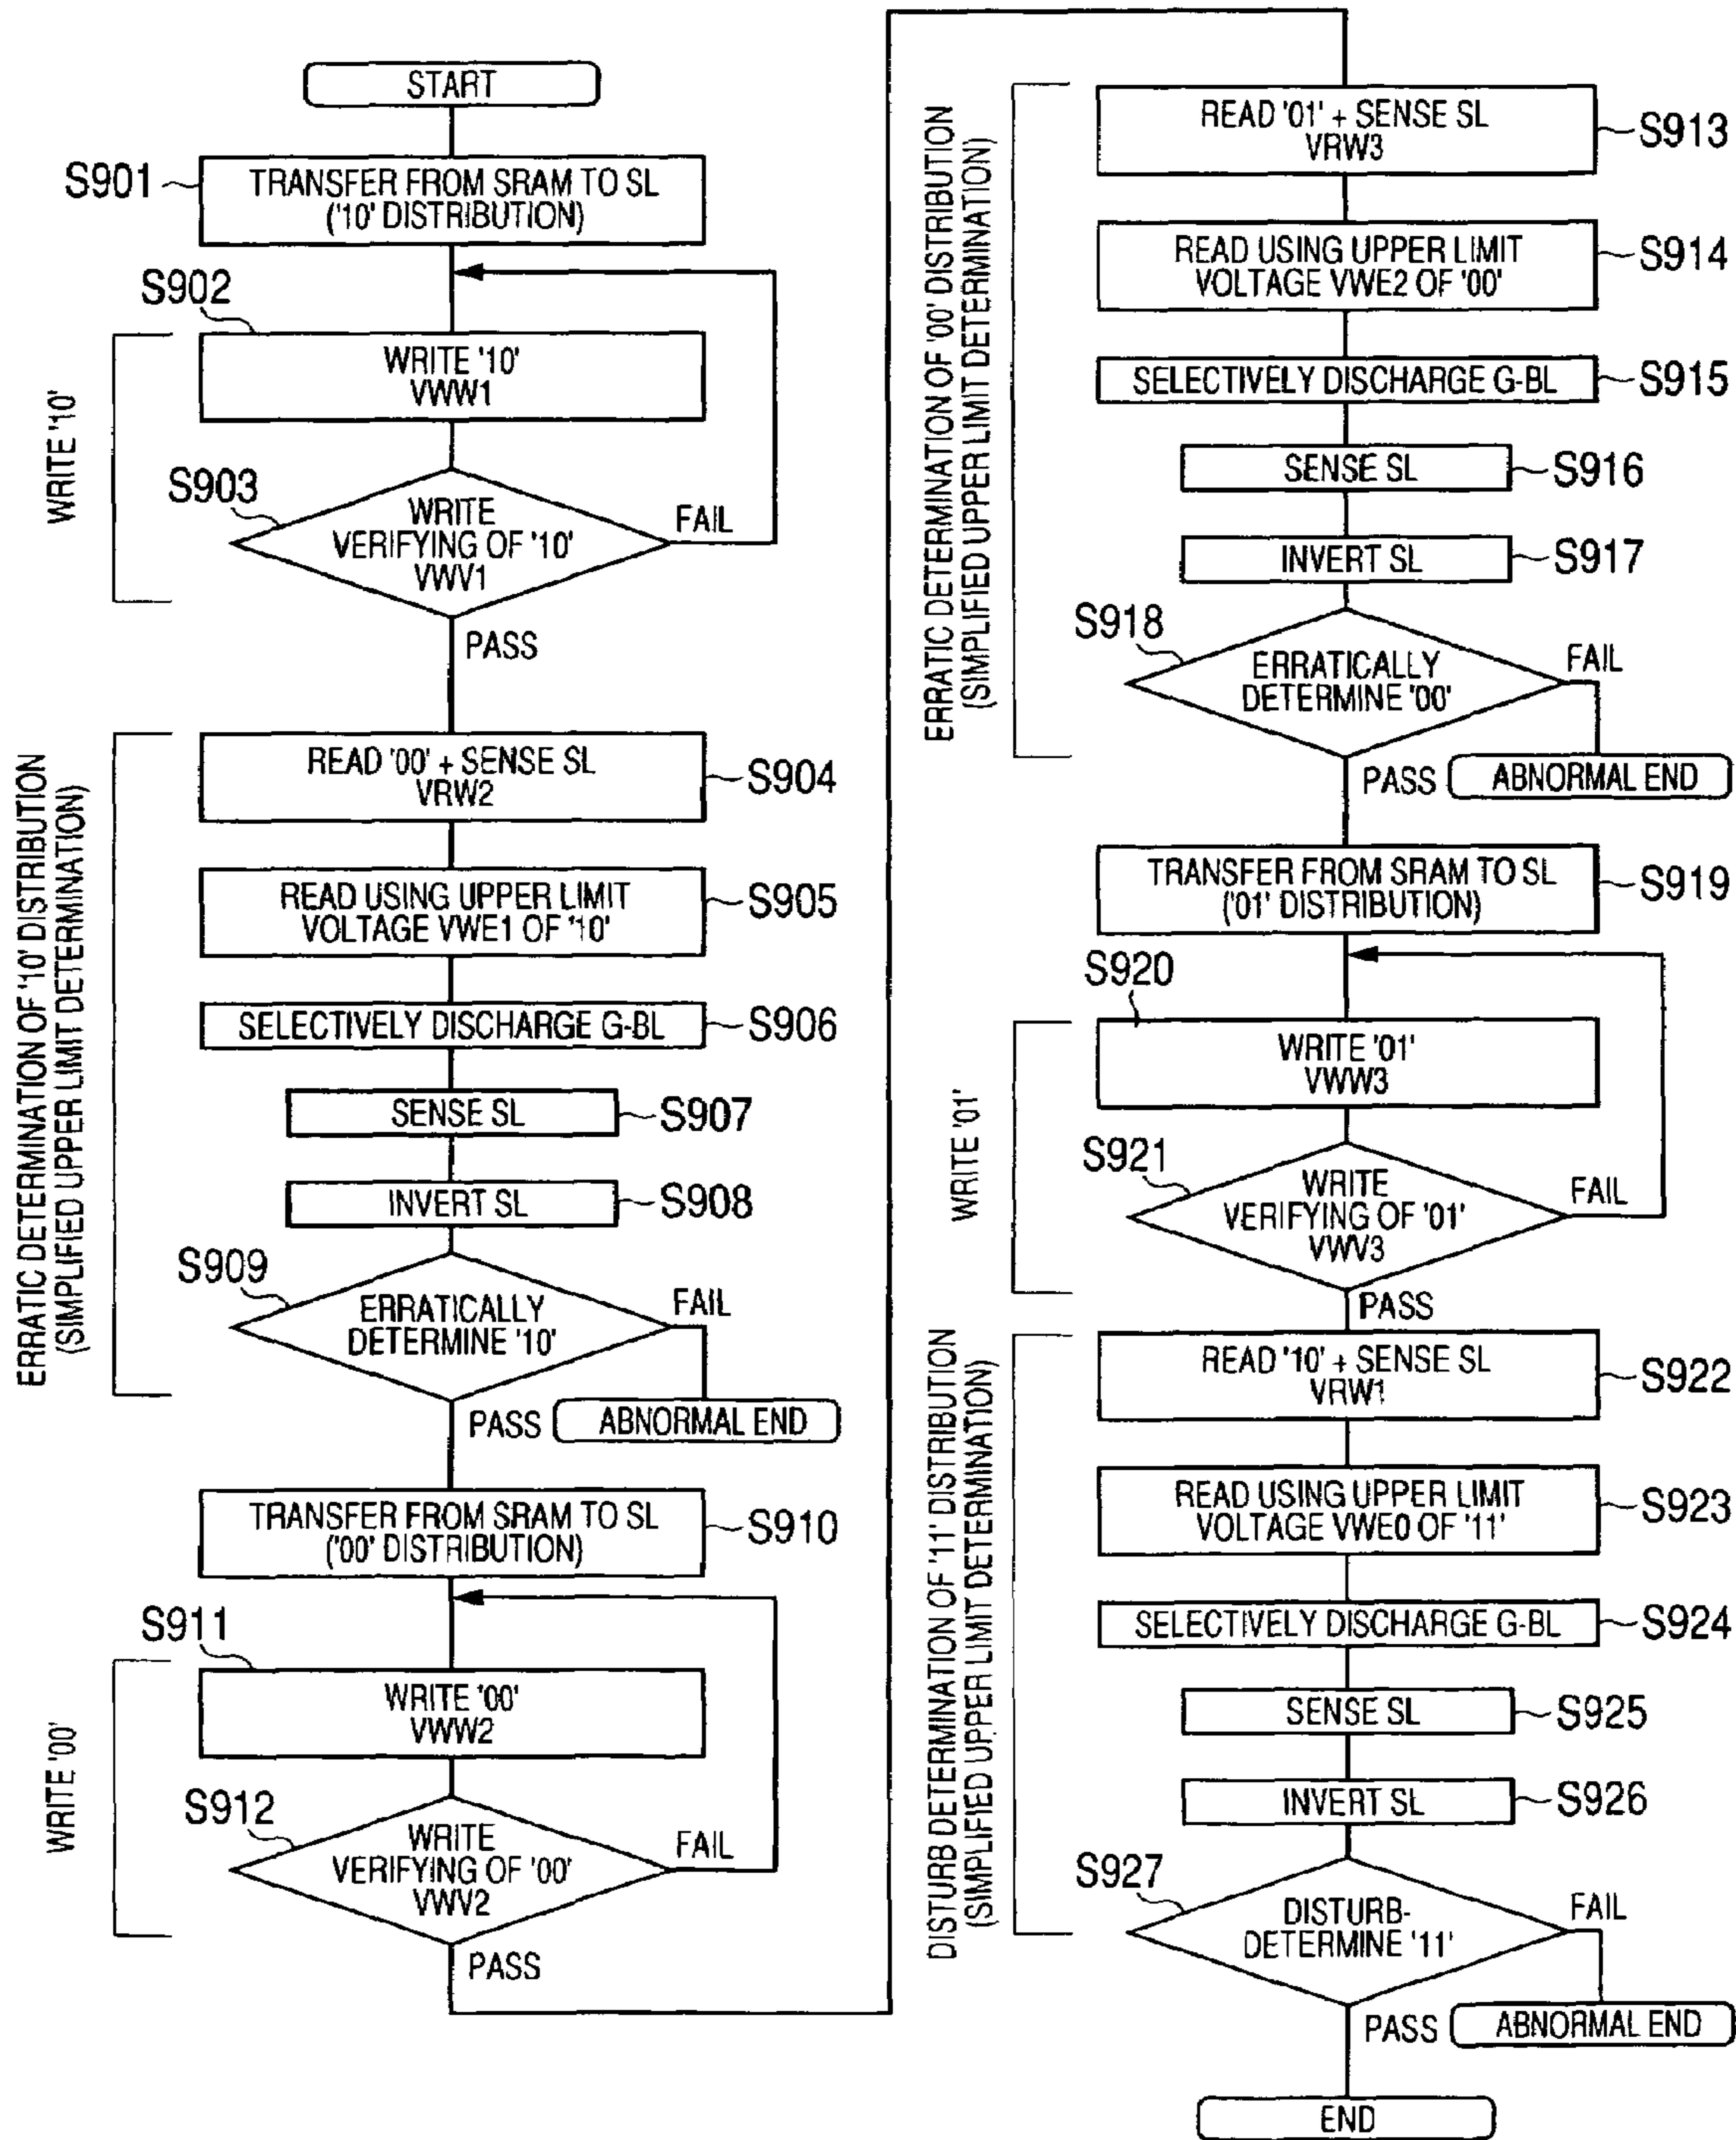 START
S901
TRANSFER FROM SRAM TO SL
('10' DISTRIBUTION)
S902
WRITE '10'
VWW1
WRITE '10'
S903
WRITE
VERIFYING OF '10'
VWV1
FAIL
PASS
ERRATIC DETERMINATION OF '10' DISTRIBUTION
(SIMPLIFIED UPPER LIMIT DETERMINATION)
READ '00' + SENSE SL
VRW2
S904
READ USING UPPER LIMIT
VOLTAGE VWE1 OF '10'
S905
SELECTIVELY DISCHARGE G-BL
S906
SENSE SL
S907
INVERT SL
S908
S909
ERRATICALLY
DETERMINE '10'
FAIL
PASS
ABNORMAL END
TRANSFER FROM SRAM TO SL
('00' DISTRIBUTION)
S910
S911
WRITE '00'
VWW2
WRITE '00'
S912
WRITE
VERIFYING OF '00'
VWV2
FAIL
PASS
ERRATIC DETERMINATION OF '00' DISTRIBUTION
(SIMPLIFIED UPPER LIMIT DETERMINATION)
READ '01' + SENSE SL
VRW3
S913
READ USING UPPER LIMIT
VOLTAGE VWE2 OF '00'
S914
SELECTIVELY DISCHARGE G-BL
S915
SENSE SL
S916
INVERT SL
S917
S918
ERRATICALLY
DETERMINE '00'
FAIL
PASS
ABNORMAL END
TRANSFER FROM SRAM TO SL
('01' DISTRIBUTION)
S919
S920
WRITE '01'
VWW3
WRITE '01'
S921
WRITE
VERIFYING OF '01'
VWV3
FAIL
PASS
DISTURB DETERMINATION OF '11' DISTRIBUTION
(SIMPLIFIED UPPER LIMIT DETERMINATION)
READ '10' + SENSE SL
VRW1
S922
READ USING UPPER LIMIT
VOLTAGE VWE0 OF '11'
S923
SELECTIVELY DISCHARGE G-BL
S924
SENSE SL
S925
INVERT SL
S926
S927
DISTURB-
DETERMINE '11'
FAIL
PASS
ABNORMAL END
END